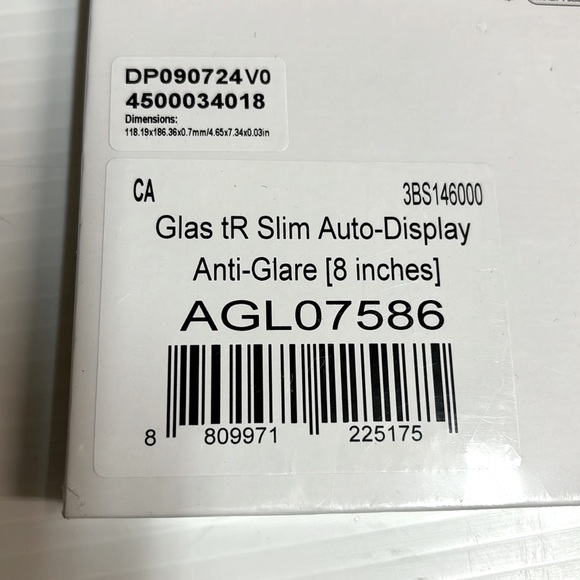 DP090724V0
4500034018
Dimensions:
118.19x186.36x0.7mm/4.65x7.34x0.03in
CA 3BS146000
Glas tR Slim Auto-Display
Anti-Glare [8 inches]
AGL07586
8 809971 225175